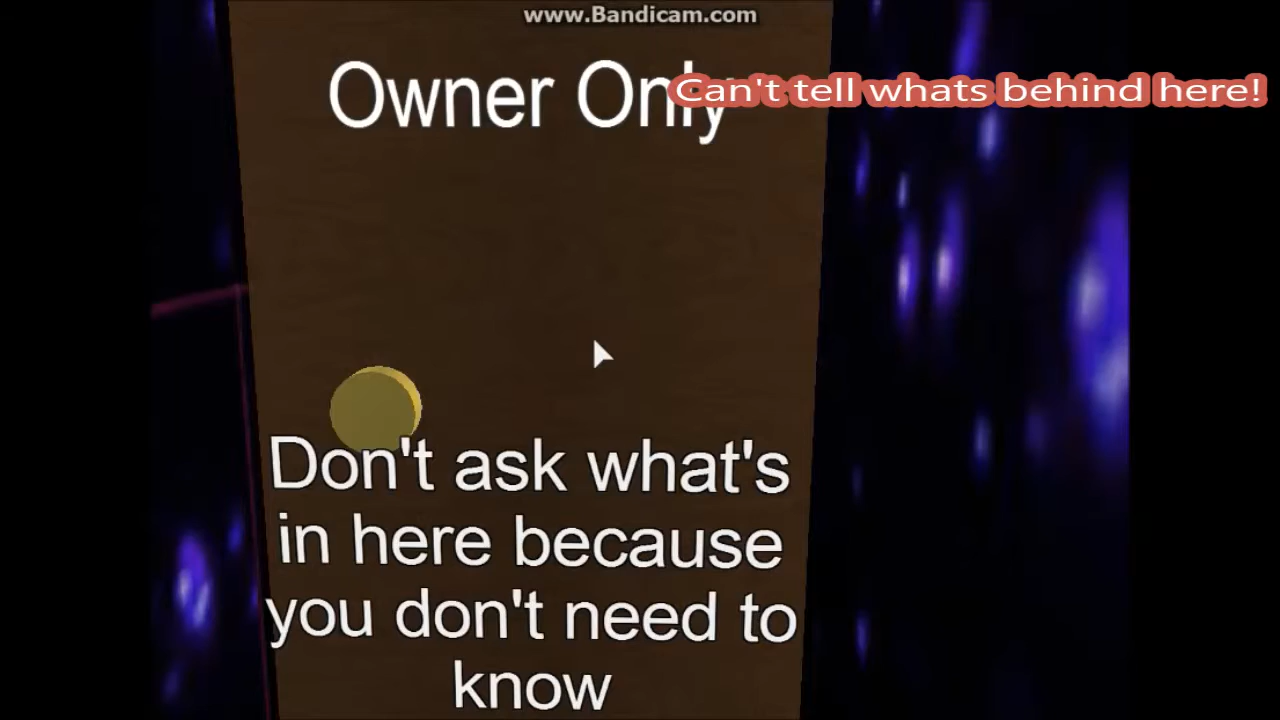 www.Bandicam.com
Owner Only
Can't tell whats behind here!
Don't ask what's
in here because
you don't need to
know